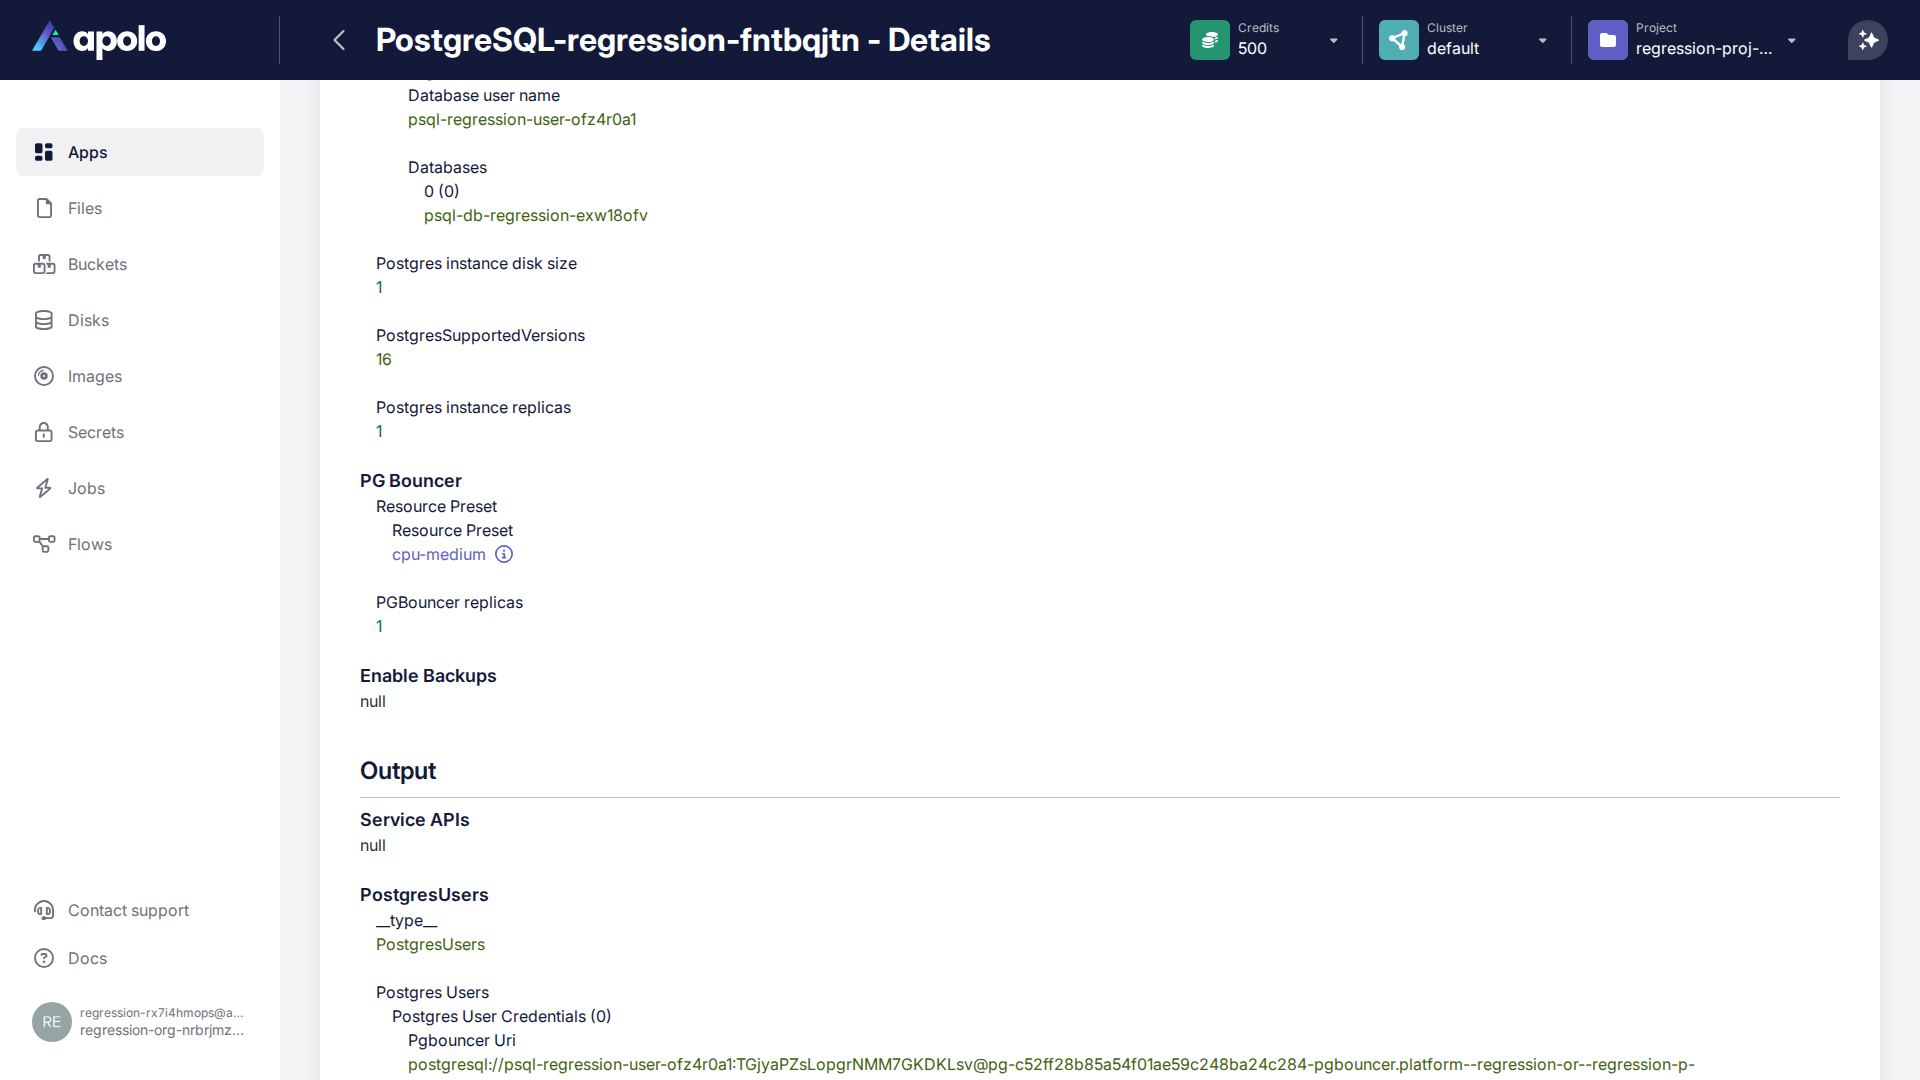 apolo
PostgreSQL-regression-fntbqjtn - Details
Credits
500
Cluster
default
Project
regression-proj-...
Apps
Files
Buckets
Disks
Images
Secrets
Jobs
Flows
Contact support
Docs
RE
regression-rx7i4hmops@a...
regression-org-nrbrjmz...
Database user name
psql-regression-user-ofz4r0a1
Databases
0 (0)
psql-db-regression-exw18ofv
Postgres instance disk size
1
PostgresSupportedVersions
16
Postgres instance replicas
1
PG Bouncer
Resource Preset
Resource Preset
cpu-medium
PGBouncer replicas
1
Enable Backups
null
Output
Service APIs
null
PostgresUsers
__type__
PostgresUsers
Postgres Users
Postgres User Credentials (0)
Pgbouncer Uri
postgresql://psql-regression-user-ofz4r0a1:TGjyaPZsLopgrNMM7GKDKLsv@pg-c52ff28b85a54f01ae59c248ba24c284-pgbouncer.platform--regression-or--regression-p-